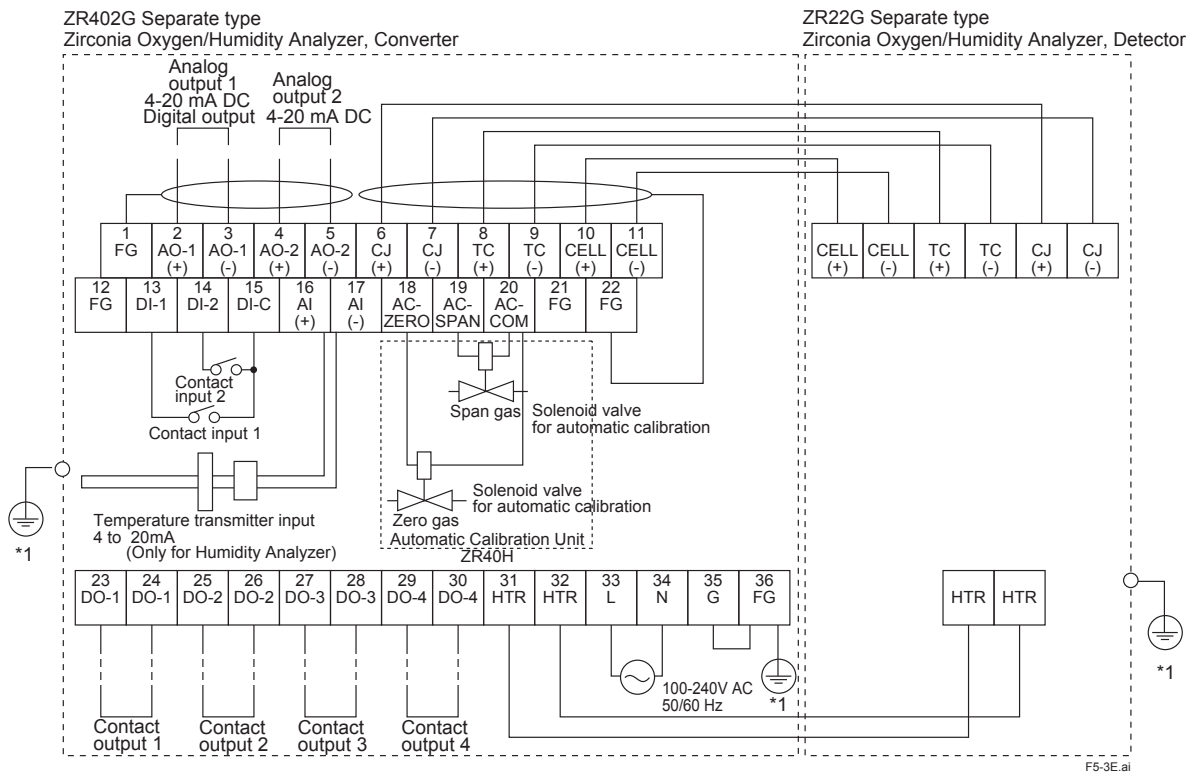 ZR402G Separate type
Zirconia Oxygen/Humidity Analyzer, Converter
ZR22G Separate type
Zirconia Oxygen/Humidity Analyzer, Detector
Analog
output 1
4-20 mA DC
Digital output
Analog
output 2
4-20 mA DC
1 2 3 4 5 6 7 8 9 10 11
FG AO-1 AO-1 AO-2 AO-2 CJ CJ TC TC CELL CELL
(+) (-) (+) (-) (+) (-) (+) (-) (+) (-)
CELL CELL TC TC CJ CJ
(+) (-) (+) (-) (+) (-)
12 13 14 15 16 17 18 19 20 21 22
FG DI-1 DI-2 DI-C AI AI AC- AC- AC- FG FG
(+) (-) ZERO SPAN COM
Contact
input 2
Contact input 1
Span gas
Solenoid valve
for automatic calibration
Solenoid valve
for automatic calibration
Zero gas
Automatic Calibration Unit
ZR40H
Temperature transmitter input
4 to 20mA
(Only for Humidity Analyzer)
*1
23 24 25 26 27 28 29 30 31 32 33 34 35 36
DO-1 DO-1 DO-2 DO-2 DO-3 DO-3 DO-4 DO-4 HTR HTR L N G FG
HTR HTR
*1
100-240V AC
50/60 Hz
*1
Contact
output 1
Contact
output 2
Contact
output 3
Contact
output 4
F5-3E.ai